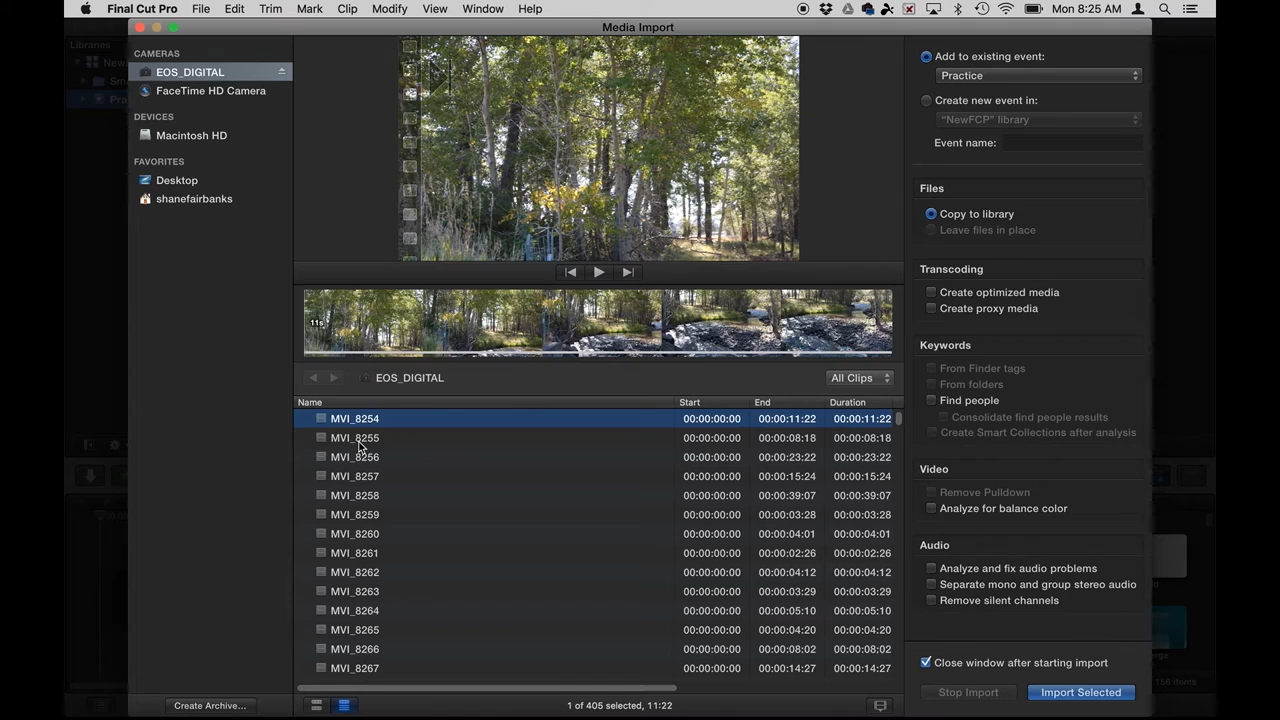 Final Cut Pro File Edit Trim Mark Clip Modify View Window Help Mon 8:25 AM
Media Import
Libraries
CAMERAS
EOS_DIGITAL
FaceTime HD Camera
DEVICES
Macintosh HD
FAVORITES
Desktop
shanefairbanks
Create Archive...
11s
EOS_DIGITAL All Clips
Name Start End Duration
MVI_8254 00:00:00:00 00:00:11:22 00:00:11:22
MVI_8255 00:00:00:00 00:00:08:18 00:00:08:18
MVI_8256 00:00:00:00 00:00:23:22 00:00:23:22
MVI_8257 00:00:00:00 00:00:15:24 00:00:15:24
MVI_8258 00:00:00:00 00:00:39:07 00:00:39:07
MVI_8259 00:00:00:00 00:00:03:28 00:00:03:28
MVI_8260 00:00:00:00 00:00:04:01 00:00:04:01
MVI_8261 00:00:00:00 00:00:02:26 00:00:02:26
MVI_8262 00:00:00:00 00:00:04:12 00:00:04:12
MVI_8263 00:00:00:00 00:00:03:29 00:00:03:29
MVI_8264 00:00:00:00 00:00:05:10 00:00:05:10
MVI_8265 00:00:00:00 00:00:04:20 00:00:04:20
MVI_8266 00:00:00:00 00:00:08:02 00:00:08:02
MVI_8267 00:00:00:00 00:00:14:27 00:00:14:27
1 of 405 selected, 11:22
Add to existing event:
Practice
Create new event in:
“NewFCP” library
Event name:
Files
Copy to library
Leave files in place
Transcoding
Create optimized media
Create proxy media
Keywords
From Finder tags
From folders
Find people
Consolidate find people results
Create Smart Collections after analysis
Video
Remove Pulldown
Analyze for balance color
Audio
Analyze and fix audio problems
Separate mono and group stereo audio
Remove silent channels
Close window after starting import
Stop Import Import Selected
156 items